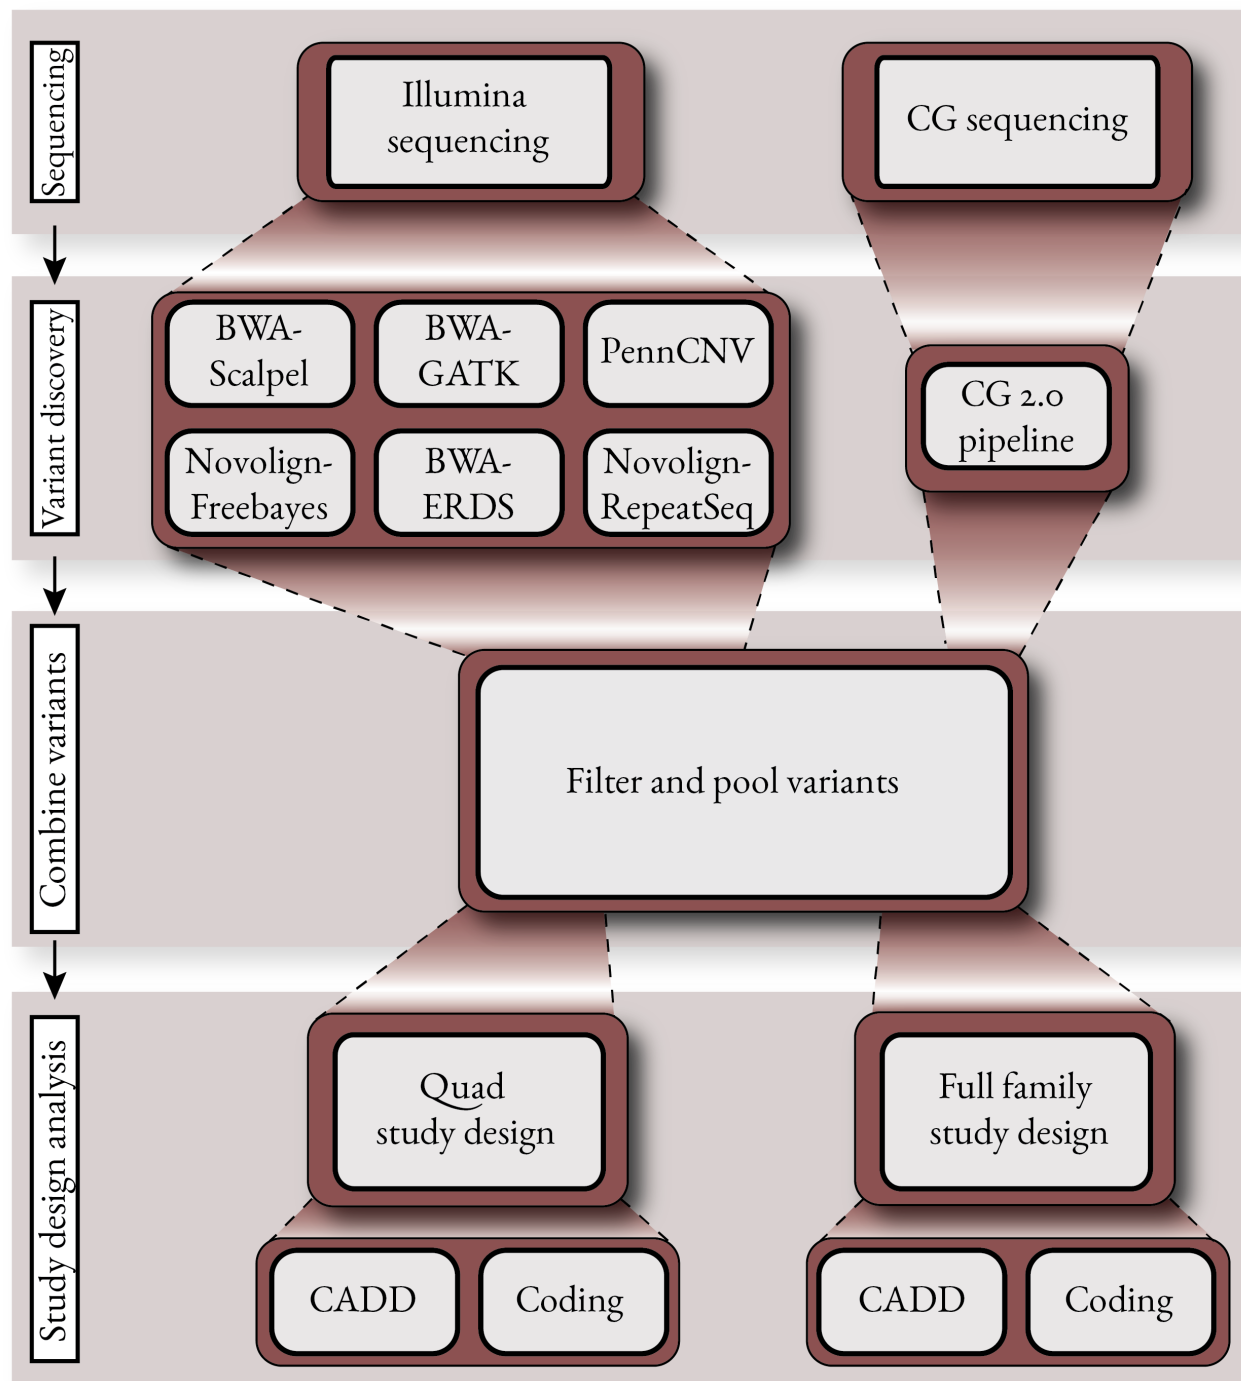 Sequencing
Illumina
sequencing
CG sequencing
Variant discovery
BWA-
Scalpel
BWA-
GATK
PennCNV
CG 2.0
pipeline
Novolign-
Freebayes
BWA-
ERDS
Novolign-
RepeatSeq
Combine variants
Filter and pool variants
Study design analysis
Quad
study design
Full family
study design
CADD
Coding
CADD
Coding